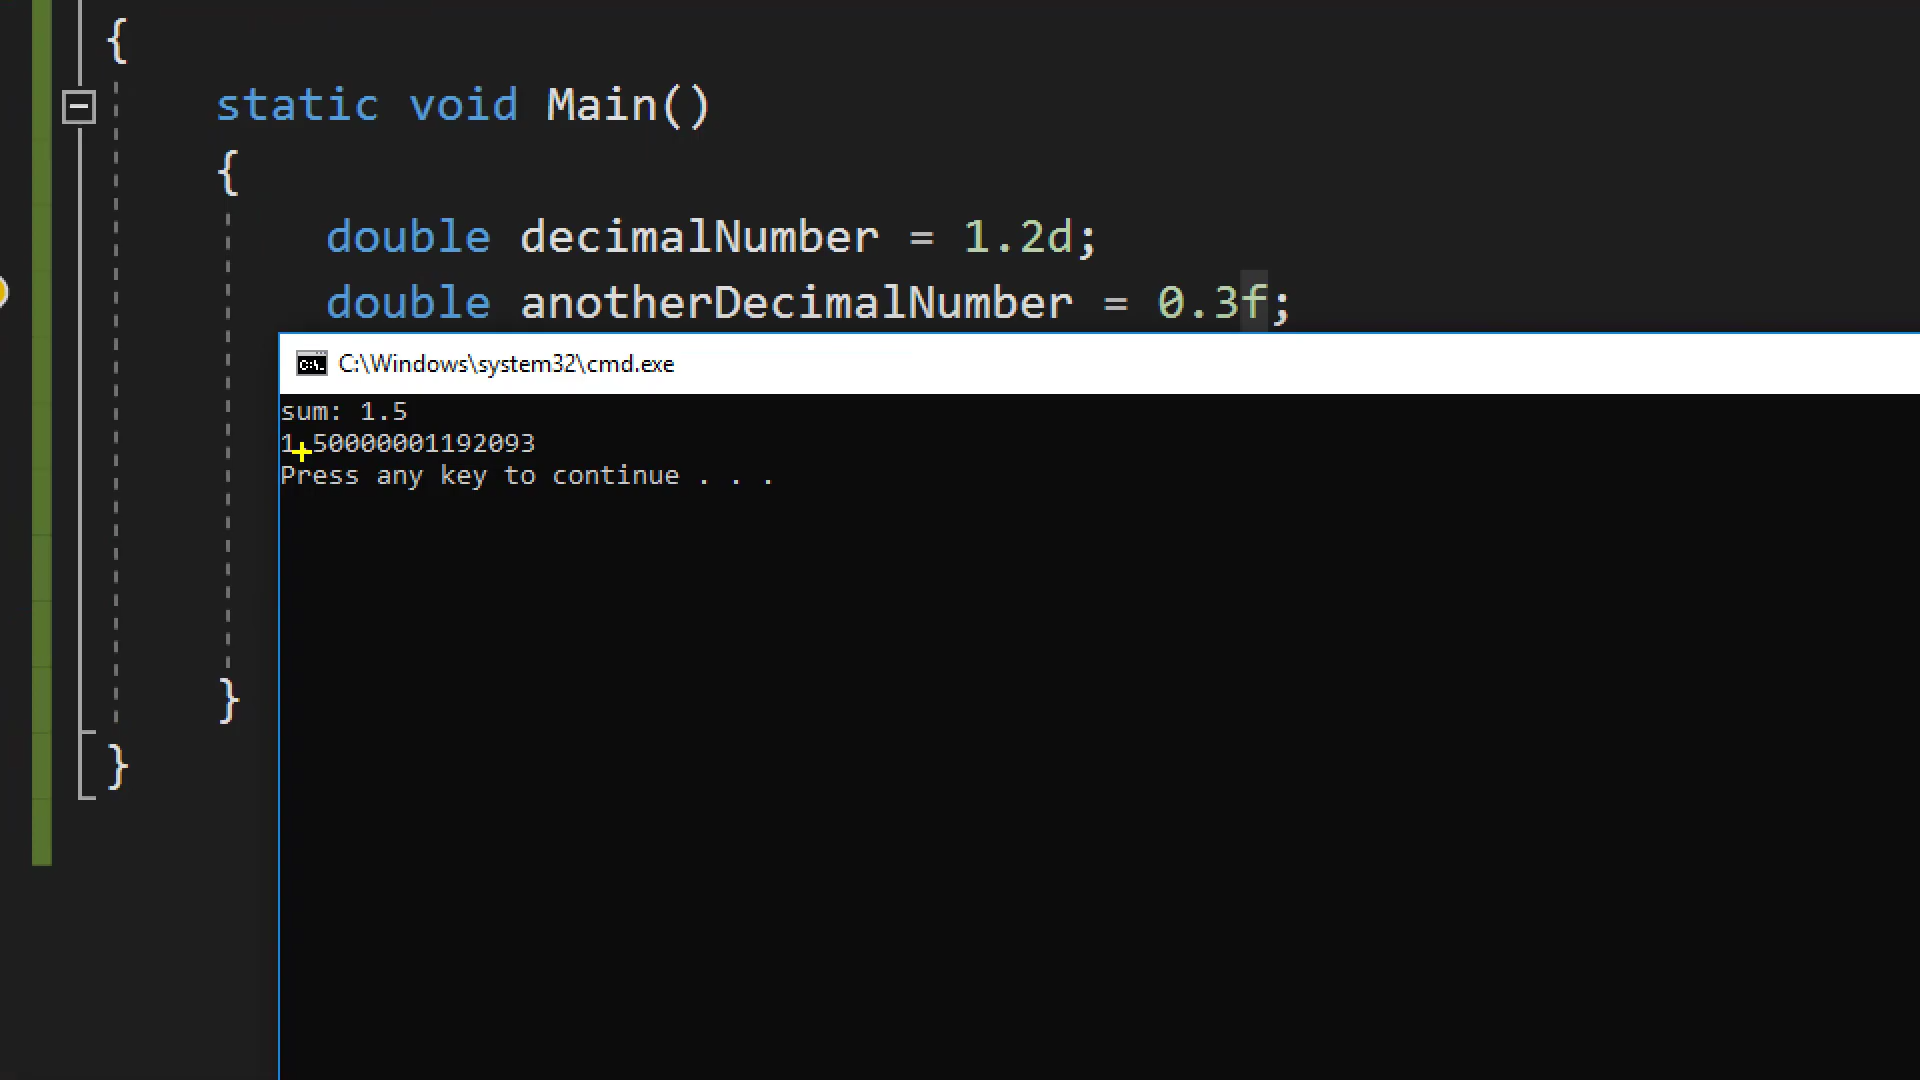 {
static void Main()
{
double decimalNumber = 1.2d;
double anotherDecimalNumber = 0.3f;
C:\Windows\system32\cmd.exe
sum: 1.5
1.50000001192093
Press any key to continue . . .
}
}